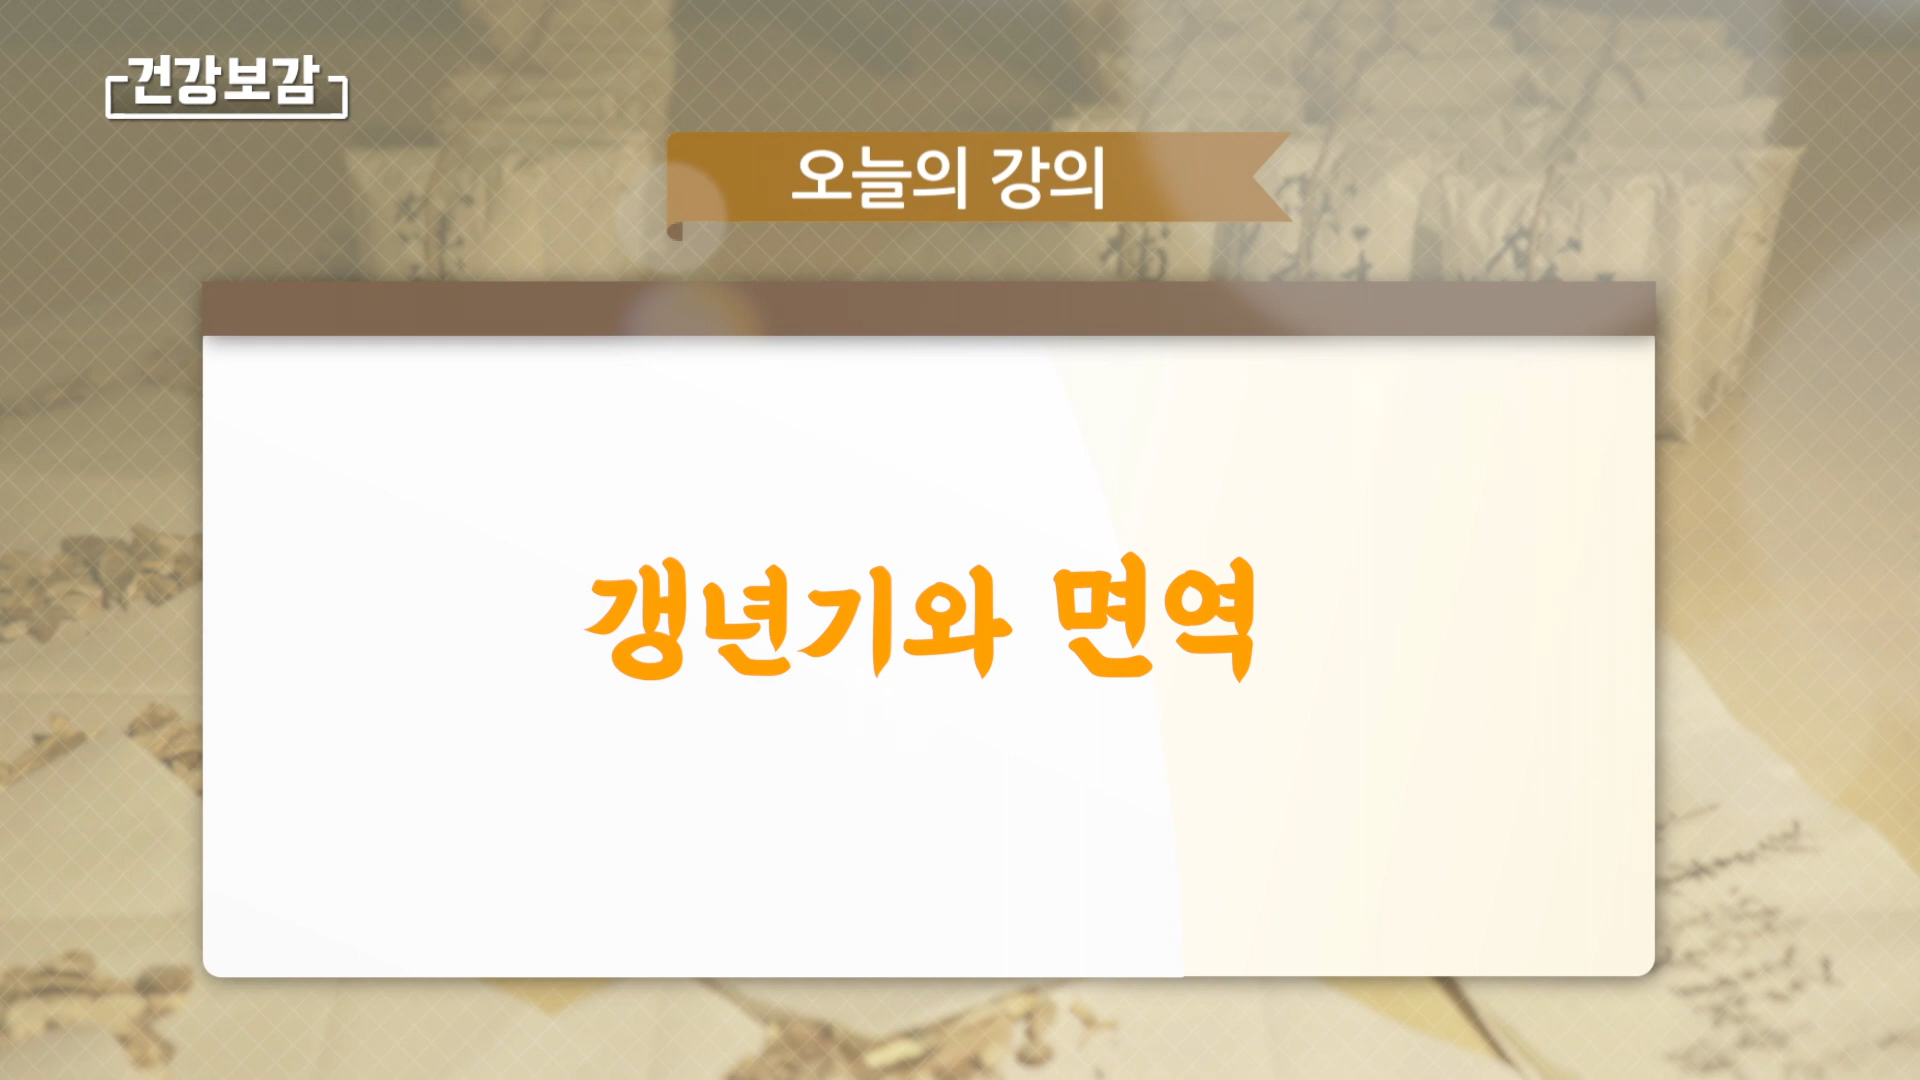 건강보감
오늘의 강의
갱년기와 면역